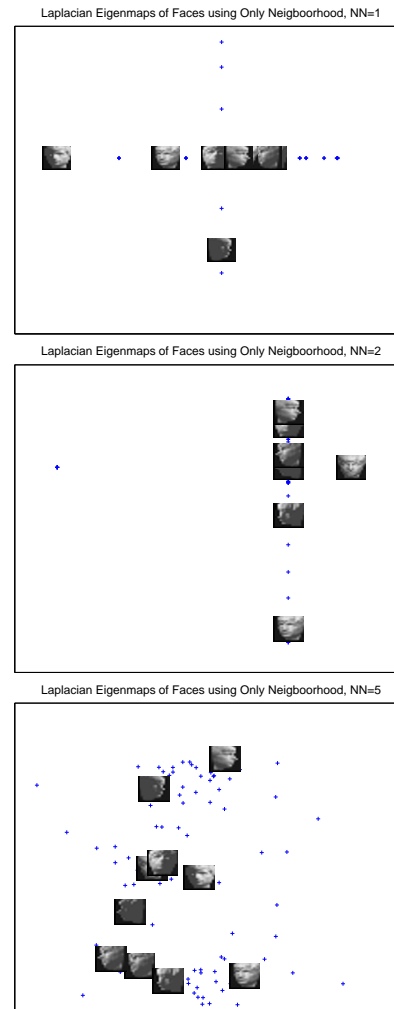 Laplacian Eigenmaps of Faces using Only Neigboorhood, NN=1
Laplacian Eigenmaps of Faces using Only Neigboorhood, NN=2
Laplacian Eigenmaps of Faces using Only Neigboorhood, NN=5